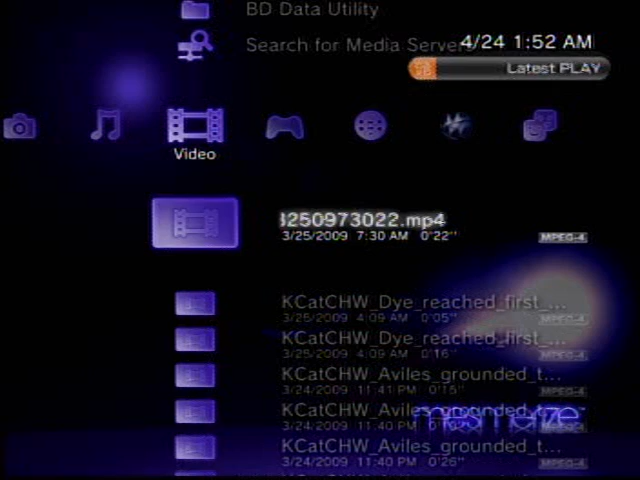 BD Data Utility
Search for Media Servers
4/24 1:52 AM
Latest PLAY
Video
3250973022.mp4
3/25/2009 7:30 AM 0'22''
MPEG-4
KCatCHW_Dye_reached_first_...
3/25/2009 4:09 AM 0'05''
MPEG-4
KCatCHW_Dye_reached_first_...
3/25/2009 4:09 AM 0'16''
MPEG-4
KCatCHW_Aviles_grounded_t...
3/24/2009 11:41 PM 0'15''
MPEG-4
KCatCHW_Aviles_grounded_t...
3/24/2009 11:40 PM
MPEG-4
mesmerize
KCatCHW_Aviles_grounded_t...
3/24/2009 11:40 PM 0'26''
MPEG-4